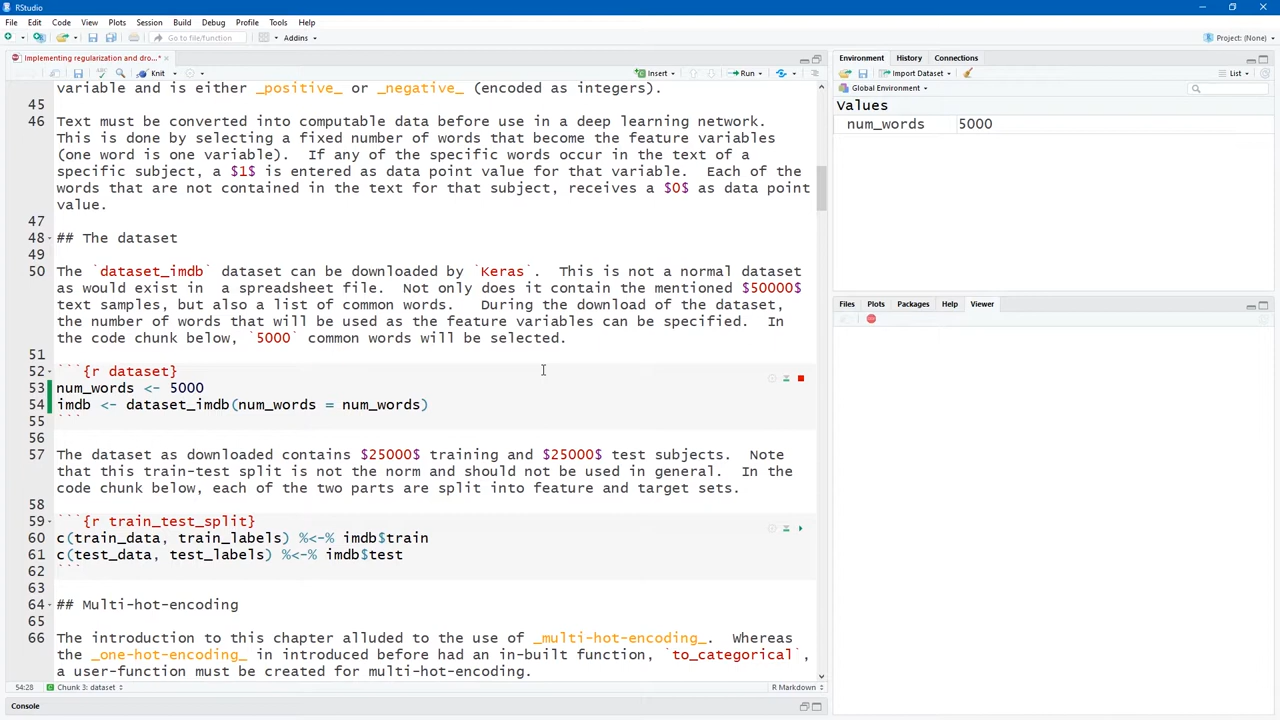 RStudio
File Edit Code View Plots Session Build Debug Profile Tools Help
Go to file/function Addins Project: (None)
Implementing regularization and dro...*
Knit Insert Run
variable and is either _positive_ or _negative_ (encoded as integers).
45
46 Text must be converted into computable data before use in a deep learning network.
This is done by selecting a fixed number of words that become the feature variables
(one word is one variable).  If any of the specific words occur in the text of a
specific subject, a $1$ is entered as data point value for that variable.  Each of the
words that are not contained in the text for that subject, receives a $0$ as data point
value.
47
48 ## The dataset
49
50 The `dataset_imdb` dataset can be downloaded by `Keras`.  This is not a normal dataset
as would exist in  a spreadsheet file.  Not only does it contain the mentioned $50000$
text samples, but also a list of common words.   During the download of the dataset,
the number of words that will be used as the feature variables can be specified.  In
the code chunk below, `5000` common words will be selected.
51
52 ```{r dataset}
53 num_words <- 5000
54 imdb <- dataset_imdb(num_words = num_words)
55 ```
56
57 The dataset as downloaded contains $25000$ training and $25000$ test subjects.  Note
that this train-test split is not the norm and should not be used in general.  In the
code chunk below, each of the two parts are split into feature and target sets.
58
59 ```{r train_test_split}
60 c(train_data, train_labels) %<-% imdb$train
61 c(test_data, test_labels) %<-% imdb$test
62 ```
63
64 ## Multi-hot-encoding
65
66 The introduction to this chapter alluded to the use of _multi-hot-encoding_.  Whereas
the _one-hot-encoding_ in introduced before had an in-built function, `to_categorical`,
a user-function must be created for multi-hot-encoding.
54:28 Chunk 3: dataset R Markdown
Console
Environment History Connections
Import Dataset List
Global Environment
Values
num_words 5000
Files Plots Packages Help Viewer